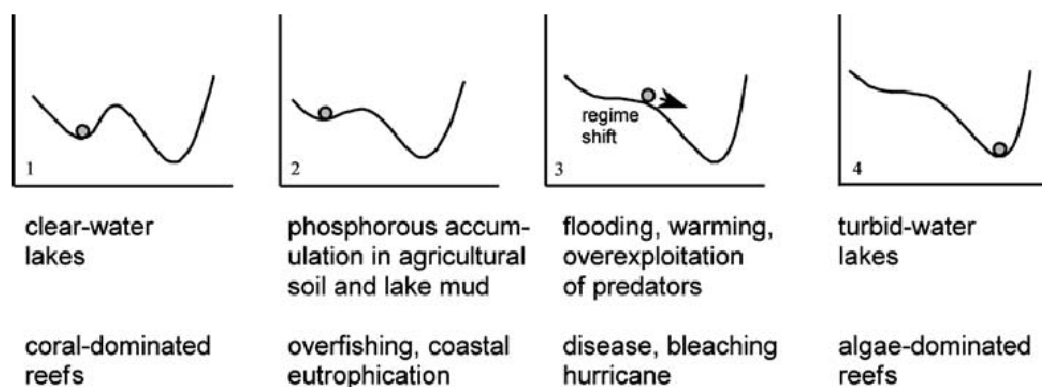 regime
shift
1
2
3
4
clear-water
lakes
phosphorous accum-
ulation in agricultural
soil and lake mud
flooding, warming,
overexploitation
of predators
turbid-water
lakes
coral-dominated
reefs
overfishing, coastal
eutrophication
disease, bleaching
hurricane
algae-dominated
reefs